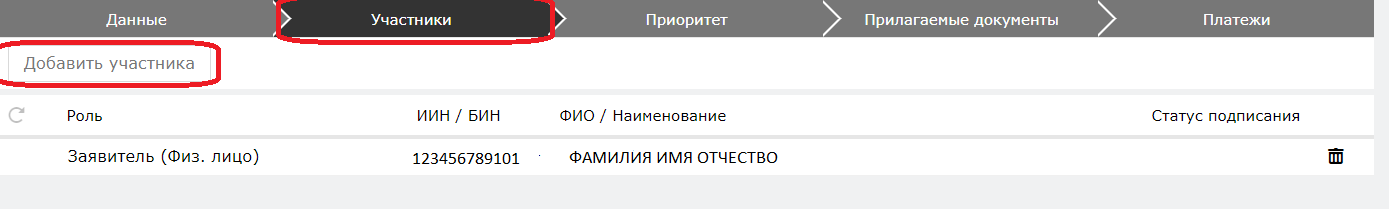 Данные Участники Приоритет Прилагаемые документы Платежи
Добавить участника
Роль ИИН / БИН ФИО / Наименование Статус подписания
Заявитель (Физ. лицо) 123456789101 ФАМИЛИЯ ИМЯ ОТЧЕСТВО